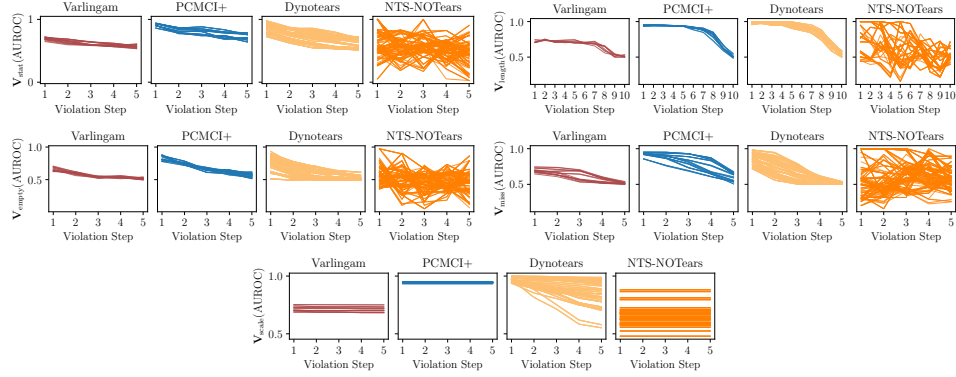 Varlingam PCMCI+ Dynotears NTS-NOTears
V_stat(AUROC)
1
0
1 2 3 4 5 1 2 3 4 5 1 2 3 4 5 1 2 3 4 5
Violation Step Violation Step Violation Step Violation Step
Varlingam PCMCI+ Dynotears NTS-NOTears
V_length(AUROC)
1.0
0.5
1 2 3 4 5 6 7 8 9 10 1 2 3 4 5 6 7 8 9 10 1 2 3 4 5 6 7 8 9 10 1 2 3 4 5 6 7 8 9 10
Violation Step Violation Step Violation Step Violation Step
Varlingam PCMCI+ Dynotears NTS-NOTears
V_empty(AUROC)
1.0
0.5
1 2 3 4 5 1 2 3 4 5 1 2 3 4 5 1 2 3 4 5
Violation Step Violation Step Violation Step Violation Step
Varlingam PCMCI+ Dynotears NTS-NOTears
V_miss(AUROC)
1.0
0.5
1 2 3 4 5 1 2 3 4 5 1 2 3 4 5 1 2 3 4 5
Violation Step Violation Step Violation Step Violation Step
Varlingam PCMCI+ Dynotears NTS-NOTears
V_scale(AUROC)
1.0
0.5
1 2 3 4 5 1 2 3 4 5 1 2 3 4 5 1 2 3 4 5
Violation Step Violation Step Violation Step Violation Step